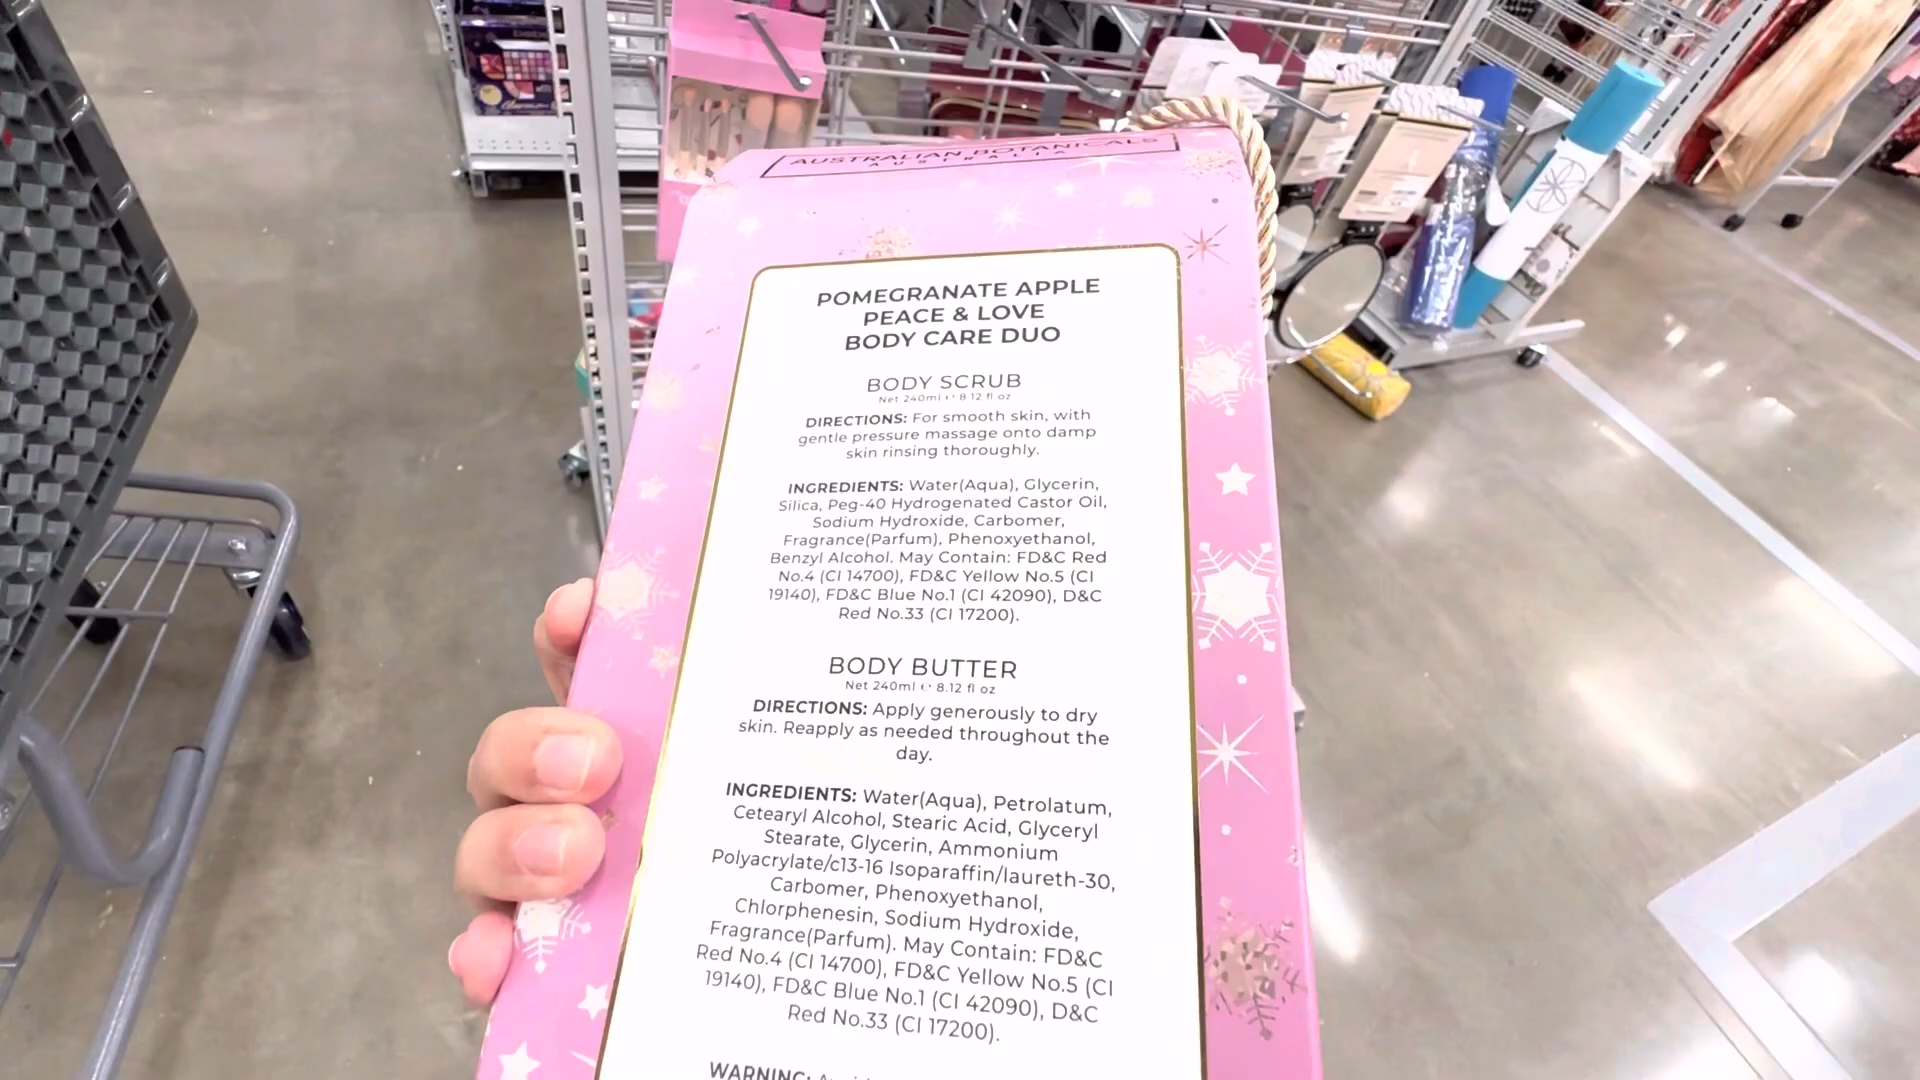 AUSTRALIAN BOTANICALS
AUSTRALIA
POMEGRANATE APPLE
PEACE & LOVE
BODY CARE DUO
BODY SCRUB
Net 240ml e 8.12 fl oz
DIRECTIONS: For smooth skin, with
gentle pressure massage onto damp
skin rinsing thoroughly.
INGREDIENTS: Water(Aqua), Glycerin,
Silica, Peg-40 Hydrogenated Castor Oil,
Sodium Hydroxide, Carbomer,
Fragrance(Parfum), Phenoxyethanol,
Benzyl Alcohol. May Contain: FD&C Red
No.4 (CI 14700), FD&C Yellow No.5 (CI
19140), FD&C Blue No.1 (CI 42090), D&C
Red No.33 (CI 17200).
BODY BUTTER
Net 240ml e 8.12 fl oz
DIRECTIONS: Apply generously to dry
skin. Reapply as needed throughout the
day.
INGREDIENTS: Water(Aqua), Petrolatum,
Cetearyl Alcohol, Stearic Acid, Glyceryl
Stearate, Glycerin, Ammonium
Polyacrylate/c13-16 Isoparaffin/laureth-30,
Carbomer, Phenoxyethanol,
Chlorphenesin, Sodium Hydroxide,
Fragrance(Parfum). May Contain: FD&C
Red No.4 (CI 14700), FD&C Yellow No.5 (CI
19140), FD&C Blue No.1 (CI 42090), D&C
Red No.33 (CI 17200).
WARNING: